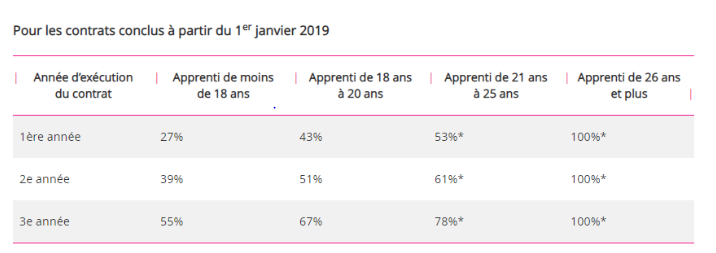 Pour les contrats conclus à partir du 1er janvier 2019
Année d'exécution du contrat | Apprenti de moins de 18 ans | Apprenti de 18 ans à 20 ans | Apprenti de 21 ans à 25 ans | Apprenti de 26 ans et plus
1ère année 27% 43% 53%* 100%*
2e année 39% 51% 61%* 100%*
3e année 55% 67% 78%* 100%*